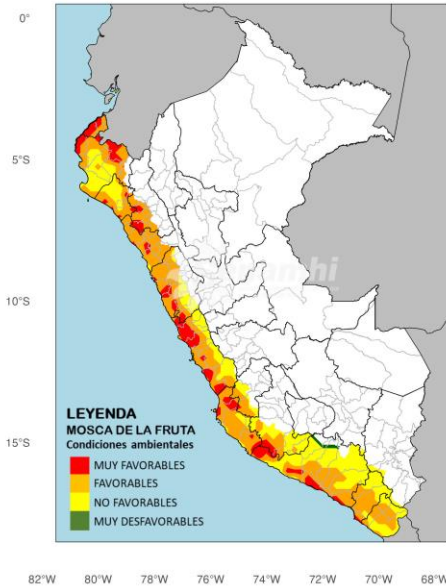 0°
5°S
10°S
15°S
senamhi
LEYENDA
MOSCA DE LA FRUTA
Condiciones ambientales
MUY FAVORABLES
FAVORABLES
NO FAVORABLES
MUY DESFAVORABLES
82°W 80°W 78°W 76°W 74°W 72°W 70°W 68°W